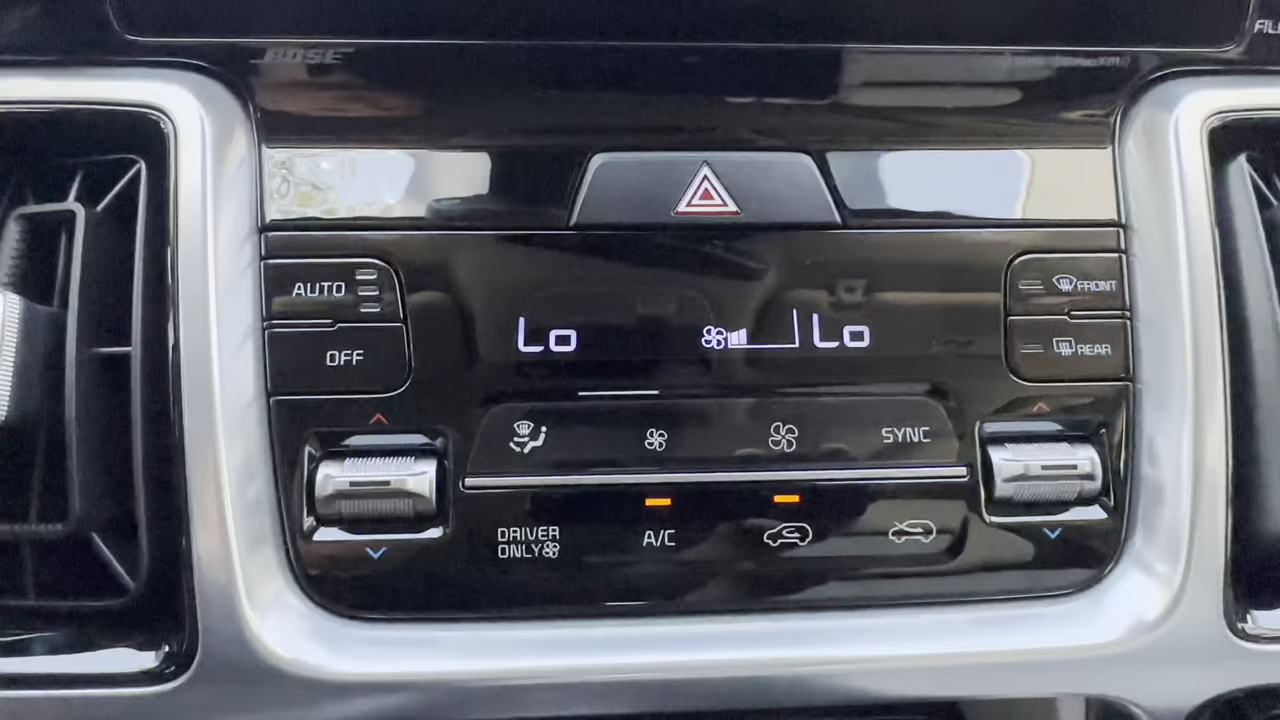 BOSE
AUTO
FRONT
Lo
Lo
OFF
REAR
SYNC
DRIVER
ONLY
A/C